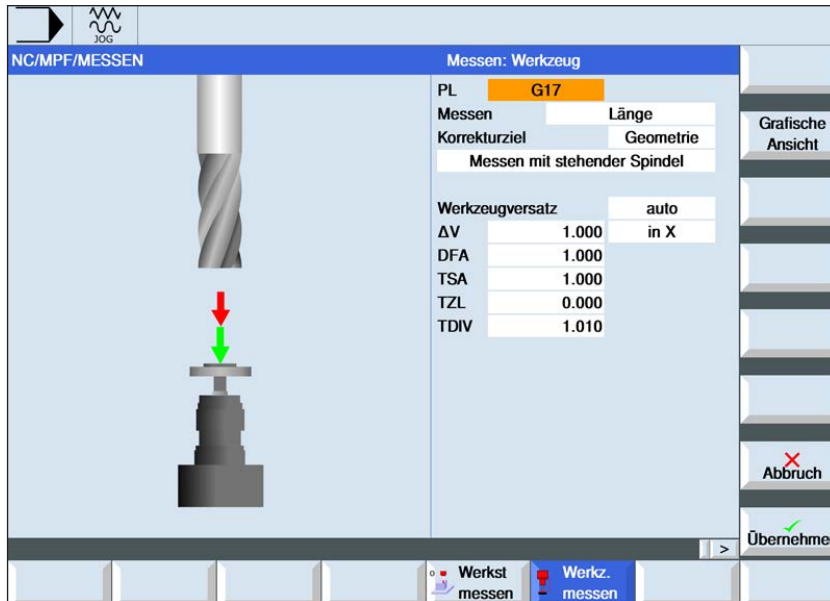 JOG
NC/MPF/MESSEN
Messen: Werkzeug
PL G17
Messen Länge
Korrekturziel Geometrie
Messen mit stehender Spindel
Werkzeugversatz auto
ΔV 1.000 in X
DFA 1.000
TSA 1.000
TZL 0.000
TDIV 1.010
Grafische
Ansicht
Abbruch
Übernehme
>
Werkst
messen
Werkz.
messen